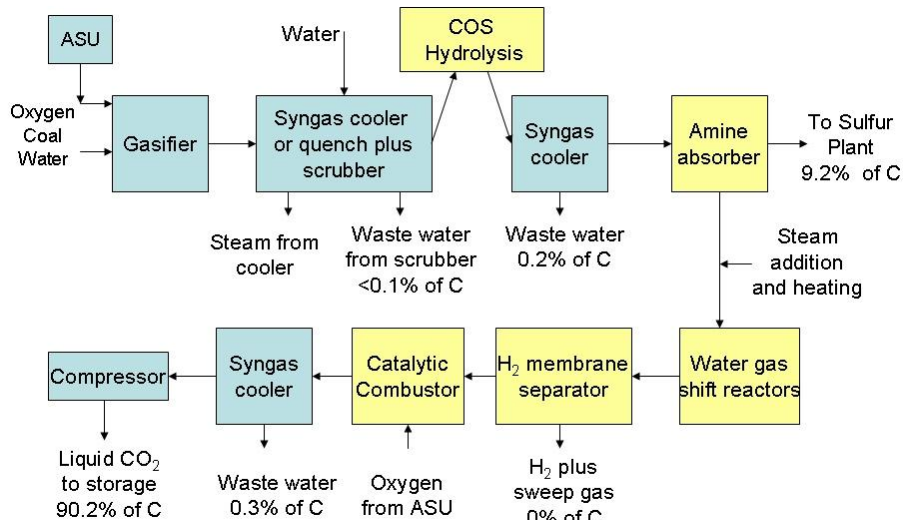 ASU
Water
COS
Hydrolysis
Oxygen
Coal
Water
Gasifier
Syngas cooler
or quench plus
scrubber
Syngas
cooler
Amine
absorber
To Sulfur
Plant
9.2% of C
Steam from
cooler
Waste water
from scrubber
<0.1% of C
Waste water
0.2% of C
Steam
addition
and heating
Compressor
Syngas
cooler
Catalytic
Combustor
H₂ membrane
separator
Water gas
shift reactors
Liquid CO₂
to storage
90.2% of C
Waste water
0.3% of C
Oxygen
from ASU
H₂ plus
sweep gas
0% of C